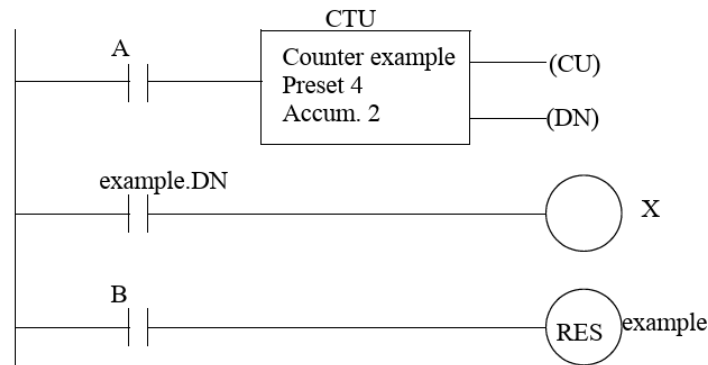 CTU
A
Counter example
Preset 4
Accum. 2
(CU)
(DN)
example.DN
X
B
RES
example